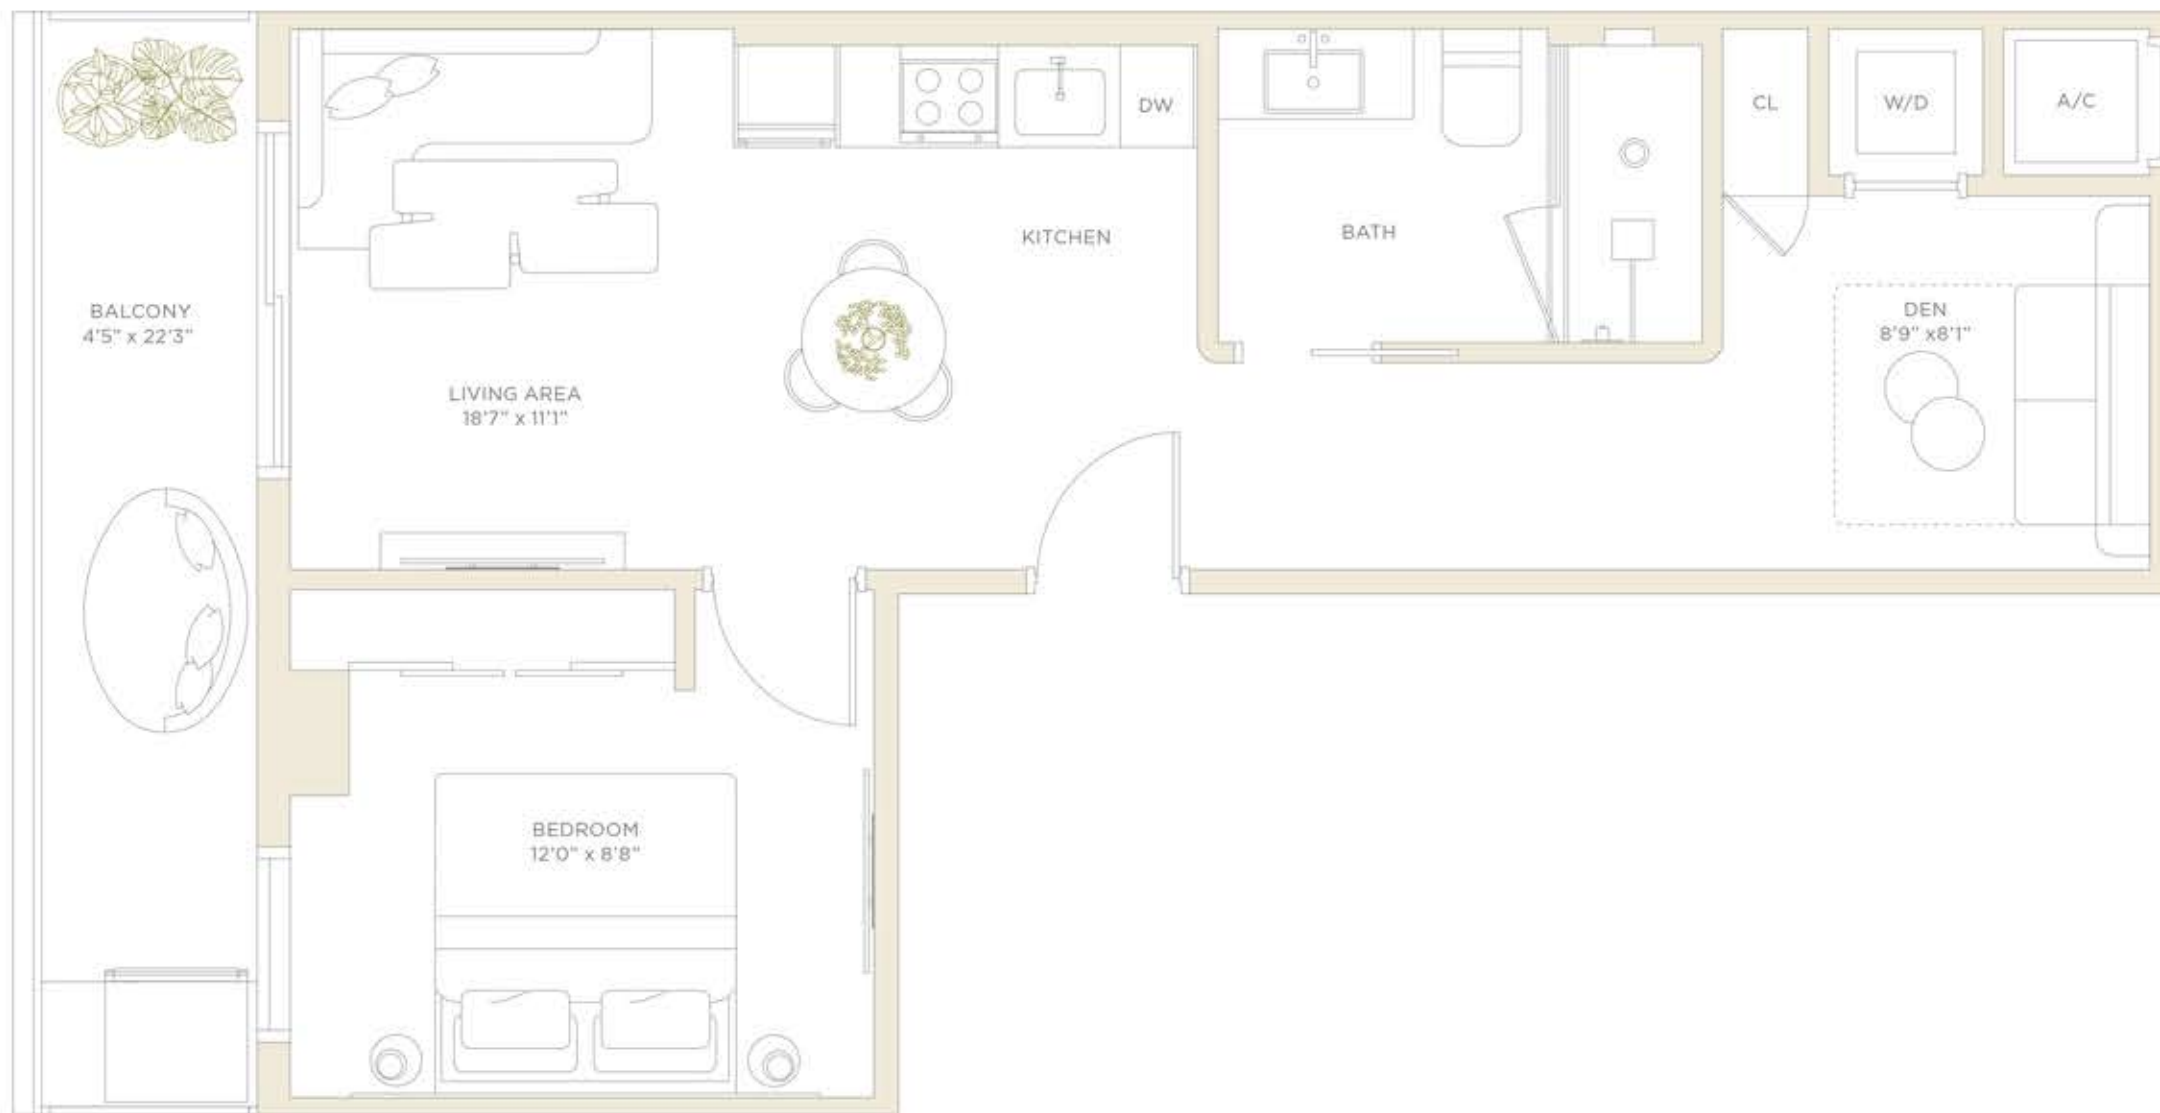 DW
CL
W/D
A/C
KITCHEN
BATH
BALCONY
4'5" x 22'3"
DEN
8'9" x8'1"
LIVING AREA
18'7" x 11'1"
BEDROOM
12'0" x 8'8"